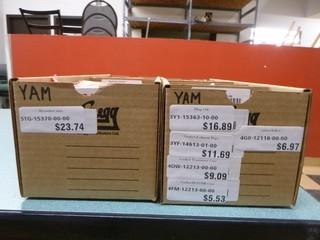 YAM
5TG-15370-00-00
$23.74
YAM
5Y1-15363-10-00
$16.89
3YF-14613-01-00
$11.69
4G0-12116-00-00
$6.97
4DW-12213-00-00
$9.09
4FM-12213-00-00
$5.53